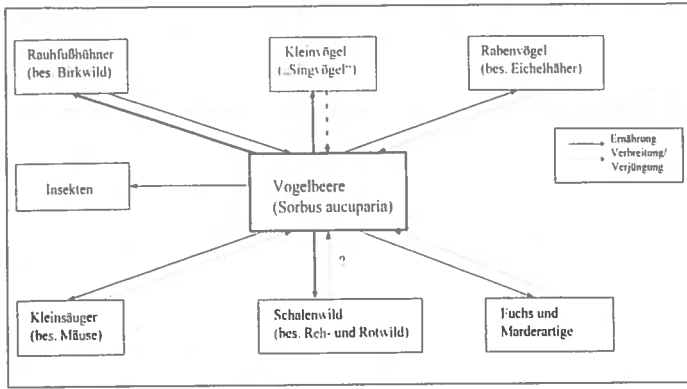 Rauhfußhühner
(bes. Birkwild)
Kleinvögel
(„Singvögel“)
Rabenvögel
(bes. Eichelhäher)
Ernährung
Verbreitung/
Verjüngung
Insekten
Vogelbeere
(Sorbus aucuparia)
?
Kleinsäuger
(bes. Mäuse)
Schalenwild
(bes. Reh- und Rotwild)
Fuchs und
Marderartige